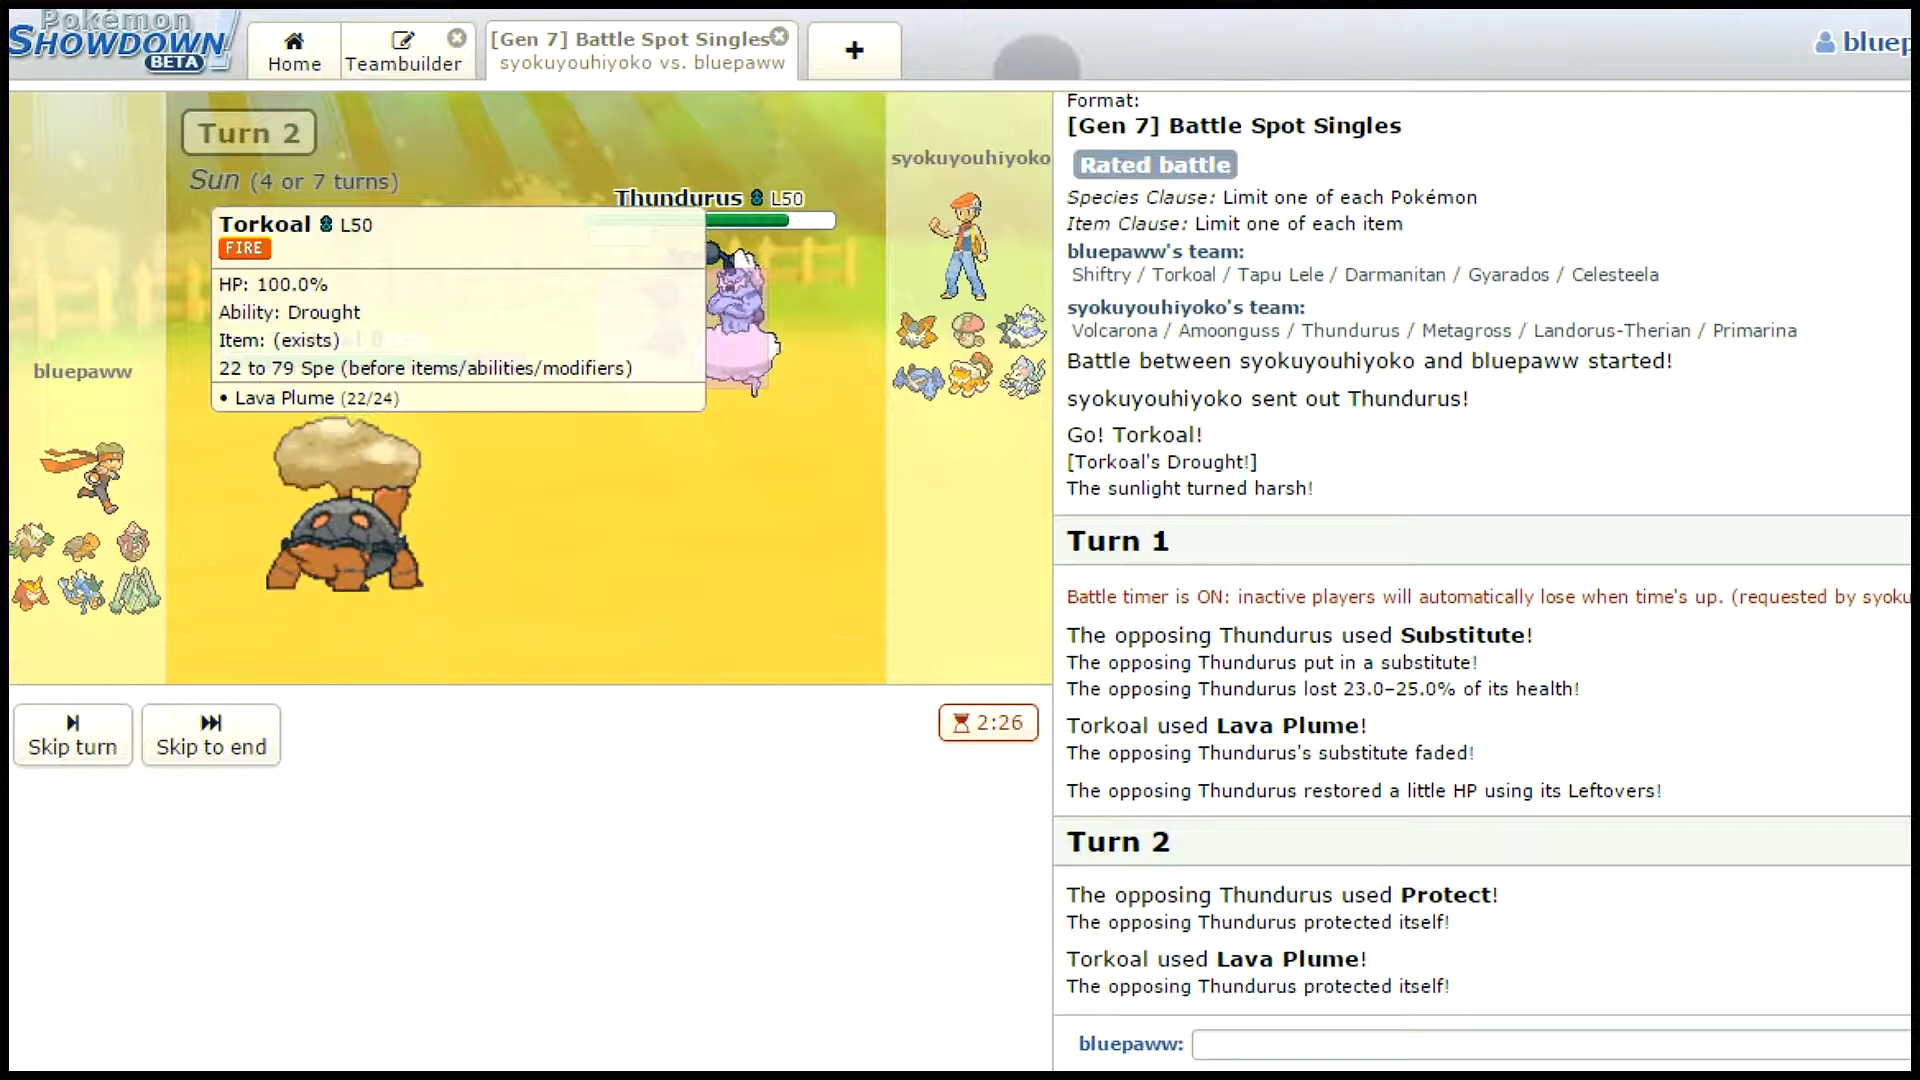 Pokémon
SHOWDOWN
BETA
Home
Teambuilder
[Gen 7] Battle Spot Singles
syokuyouhiyoko vs. bluepaww
+
bluep
Turn 2
Sun (4 or 7 turns)
Thundurus L50
Torkoal L50
FIRE
HP: 100.0%
Ability: Drought
Item: (exists)
22 to 79 Spe (before items/abilities/modifiers)
• Lava Plume (22/24)
bluepaww
syokuyouhiyoko
Skip turn
Skip to end
2:26
Format:
[Gen 7] Battle Spot Singles
Rated battle
Species Clause: Limit one of each Pokémon
Item Clause: Limit one of each item
bluepaww's team:
Shiftry / Torkoal / Tapu Lele / Darmanitan / Gyarados / Celesteela
syokuyouhiyoko's team:
Volcarona / Amoonguss / Thundurus / Metagross / Landorus-Therian / Primarina
Battle between syokuyouhiyoko and bluepaww started!
syokuyouhiyoko sent out Thundurus!
Go! Torkoal!
[Torkoal's Drought!]
The sunlight turned harsh!
Turn 1
Battle timer is ON: inactive players will automatically lose when time's up. (requested by syoku
The opposing Thundurus used Substitute!
The opposing Thundurus put in a substitute!
The opposing Thundurus lost 23.0–25.0% of its health!
Torkoal used Lava Plume!
The opposing Thundurus's substitute faded!
The opposing Thundurus restored a little HP using its Leftovers!
Turn 2
The opposing Thundurus used Protect!
The opposing Thundurus protected itself!
Torkoal used Lava Plume!
The opposing Thundurus protected itself!
bluepaww: